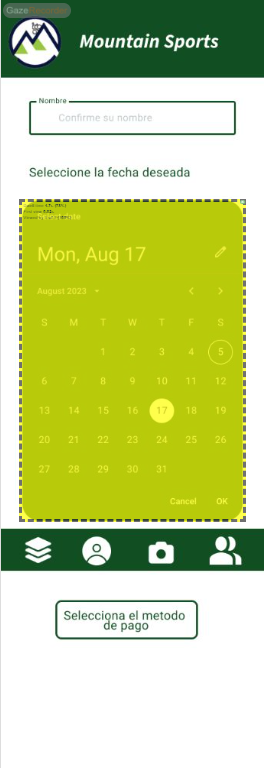 Mountain Sports
Nombre
Confirme su nombre
Seleccione la fecha deseada
Mon, Aug 17
August 2023
S M T W T F S
1 2 3 4 5
6 7 8 9 10 11 12
13 14 15 16 17 18 19
20 21 22 23 24 25 26
27 28 29 30 31
Cancel OK
Selecciona el metodo
de pago